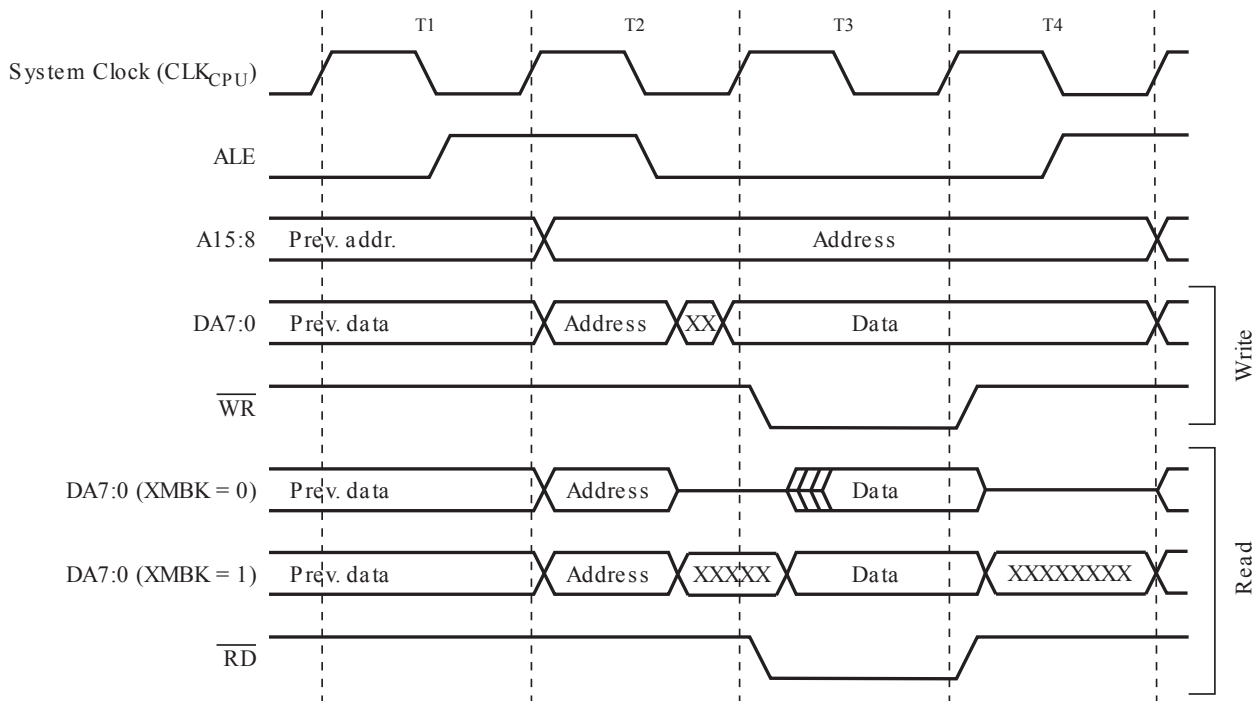 T1 T2 T3 T4
System Clock (CLKCPU)
ALE
A15:8 Prev. addr. Address
DA7:0 Prev. data Address XX Data
WR
Write
DA7:0 (XMBK = 0) Prev. data Address Data
DA7:0 (XMBK = 1) Prev. data Address XXXXX Data XXXXXXXX
RD
Read